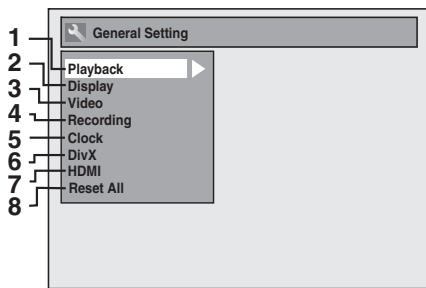 General Setting
1 Playback
2 Display
3 Video
4 Recording
5 Clock
6 DivX
7 HDMI
8 Reset All